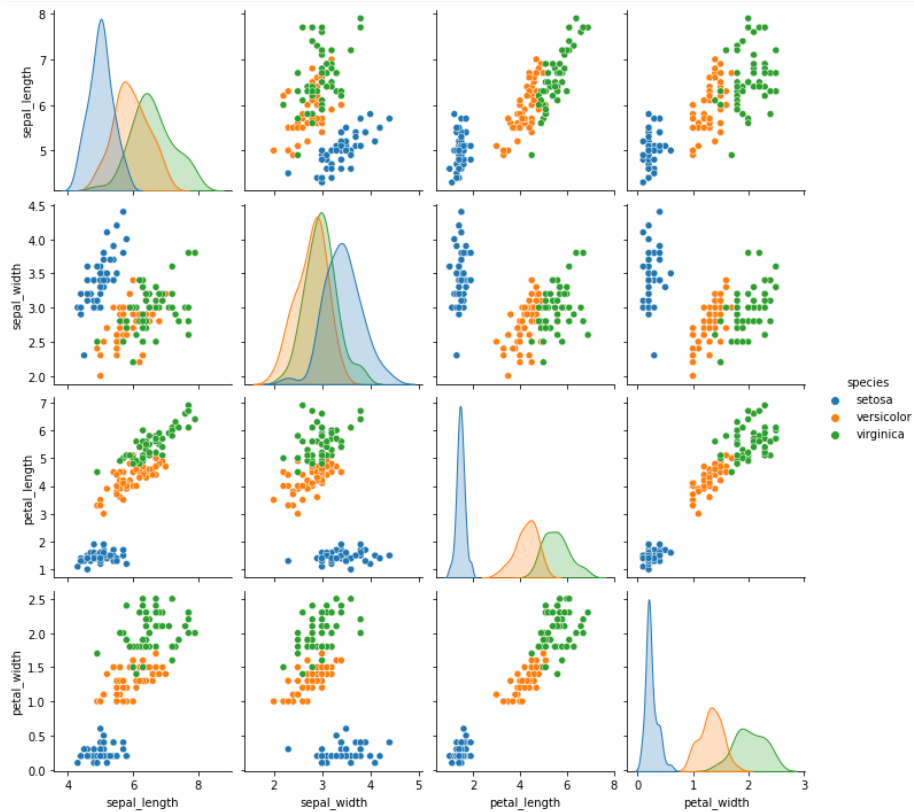 sepal_length
8
7
6
5
sepal_width
4.5
4.0
3.5
3.0
2.5
2.0
petal_length
7
6
5
4
3
2
1
petal_width
2.5
2.0
1.5
1.0
0.5
0.0
4 6 8
sepal_length
2 3 4 5
sepal_width
2 4 6 8
petal_length
0 1 2 3
petal_width
species
setosa
versicolor
virginica